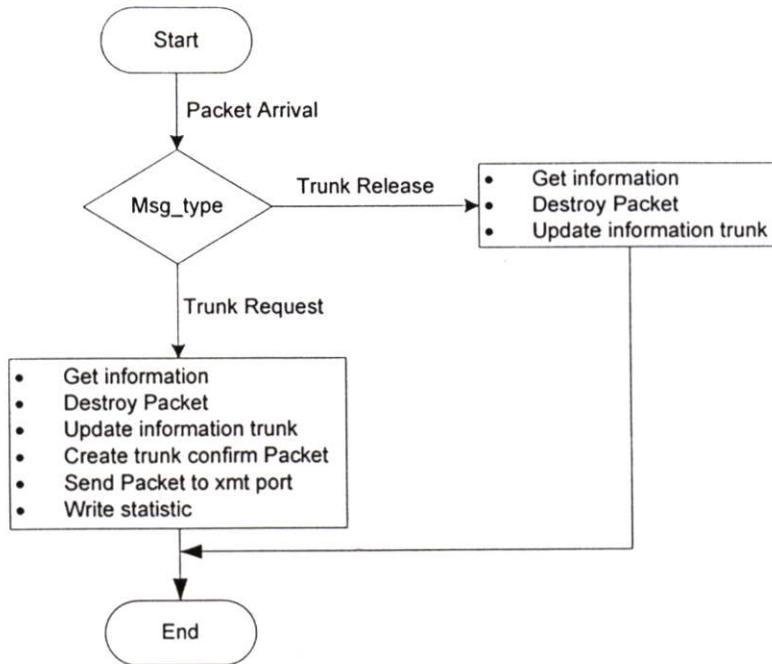 Start
Packet Arrival
Msg_type
Trunk Release
• Get information
• Destroy Packet
• Update information trunk
Trunk Request
• Get information
• Destroy Packet
• Update information trunk
• Create trunk confirm Packet
• Send Packet to xmt port
• Write statistic
End